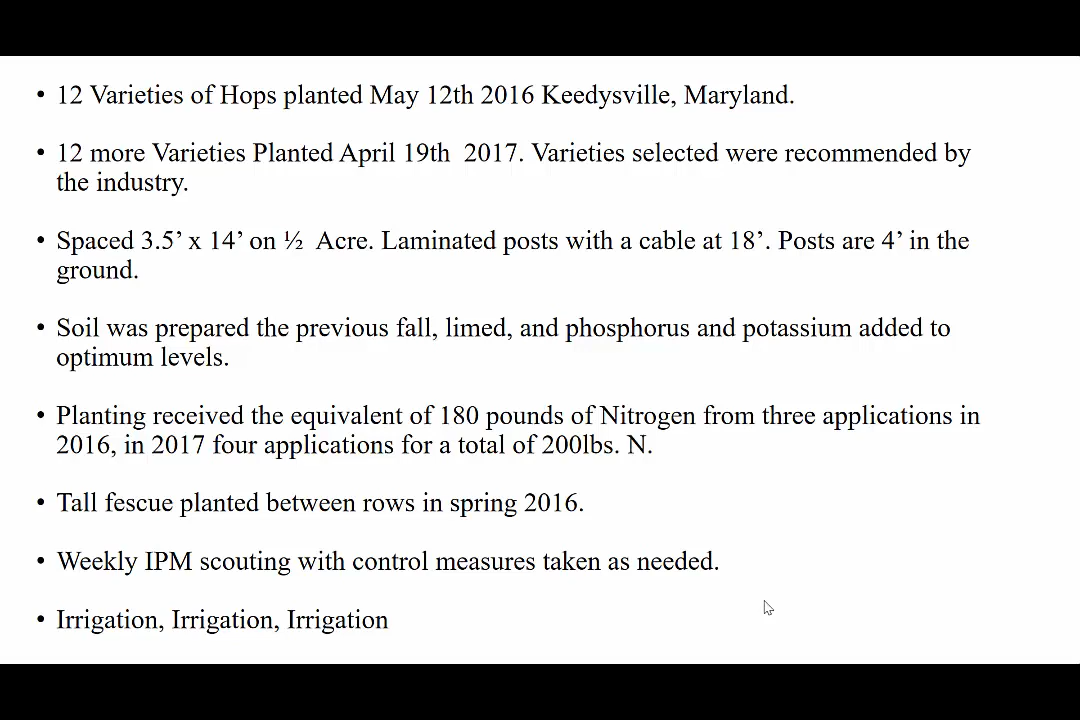 • 12 Varieties of Hops planted May 12th 2016 Keedysville, Maryland.
• 12 more Varieties Planted April 19th  2017. Varieties selected were recommended by
the industry.
• Spaced 3.5’ x 14’ on ½  Acre. Laminated posts with a cable at 18’. Posts are 4’ in the
ground.
• Soil was prepared the previous fall, limed, and phosphorus and potassium added to
optimum levels.
• Planting received the equivalent of 180 pounds of Nitrogen from three applications in
2016, in 2017 four applications for a total of 200lbs. N.
• Tall fescue planted between rows in spring 2016.
• Weekly IPM scouting with control measures taken as needed.
• Irrigation, Irrigation, Irrigation